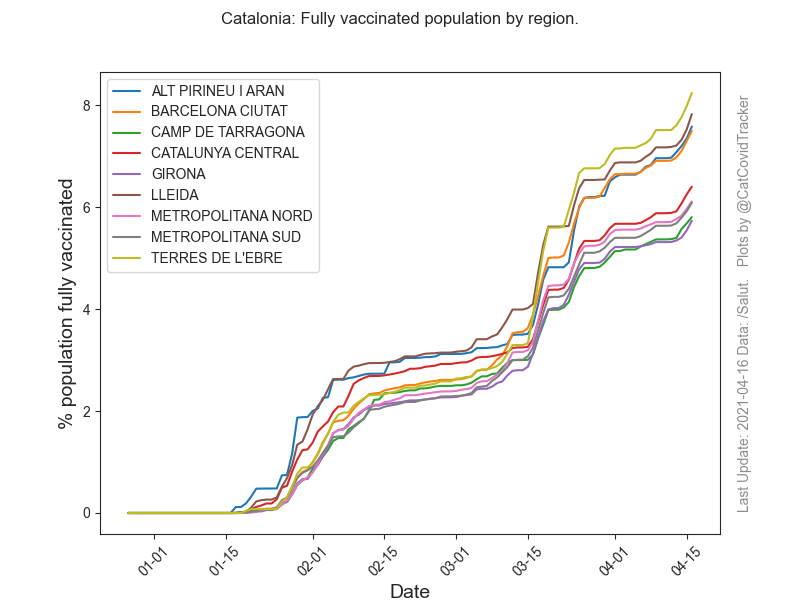 Catalonia: Fully vaccinated population by region.
ALT PIRINEU I ARAN
BARCELONA CIUTAT
CAMP DE TARRAGONA
CATALUNYA CENTRAL
GIRONA
LLEIDA
METROPOLITANA NORD
METROPOLITANA SUD
TERRES DE L'EBRE
% population fully vaccinated
8
6
4
2
0
01-01
01-15
02-01
02-15
03-01
03-15
04-01
04-15
Date
Last Update: 2021-04-16 Data: /Salut. Plots by @CatCovidTracker